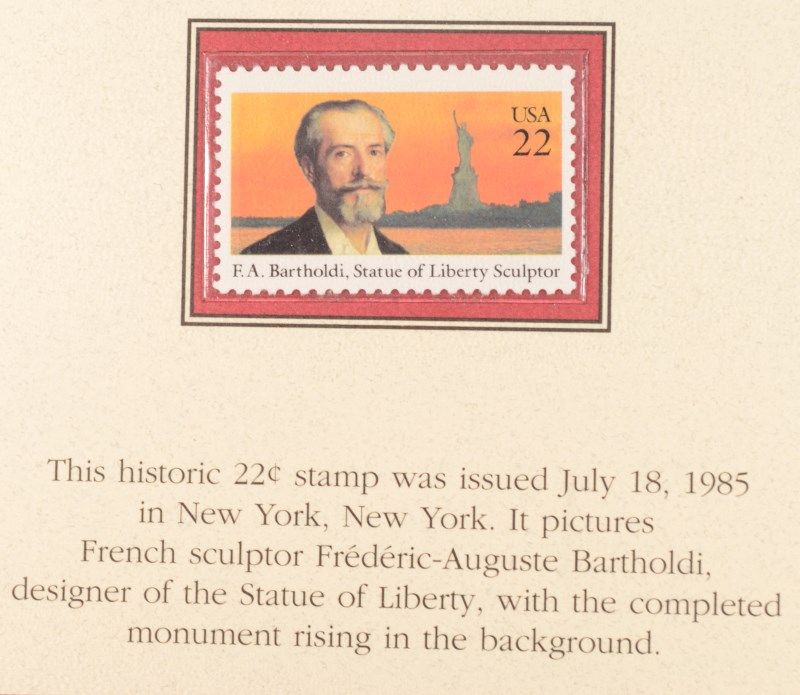 USA
22
F.A. Bartholdi, Statue of Liberty Sculptor
This historic 22¢ stamp was issued July 18, 1985
in New York, New York. It pictures
French sculptor Frédéric-Auguste Bartholdi,
designer of the Statue of Liberty, with the completed
monument rising in the background.